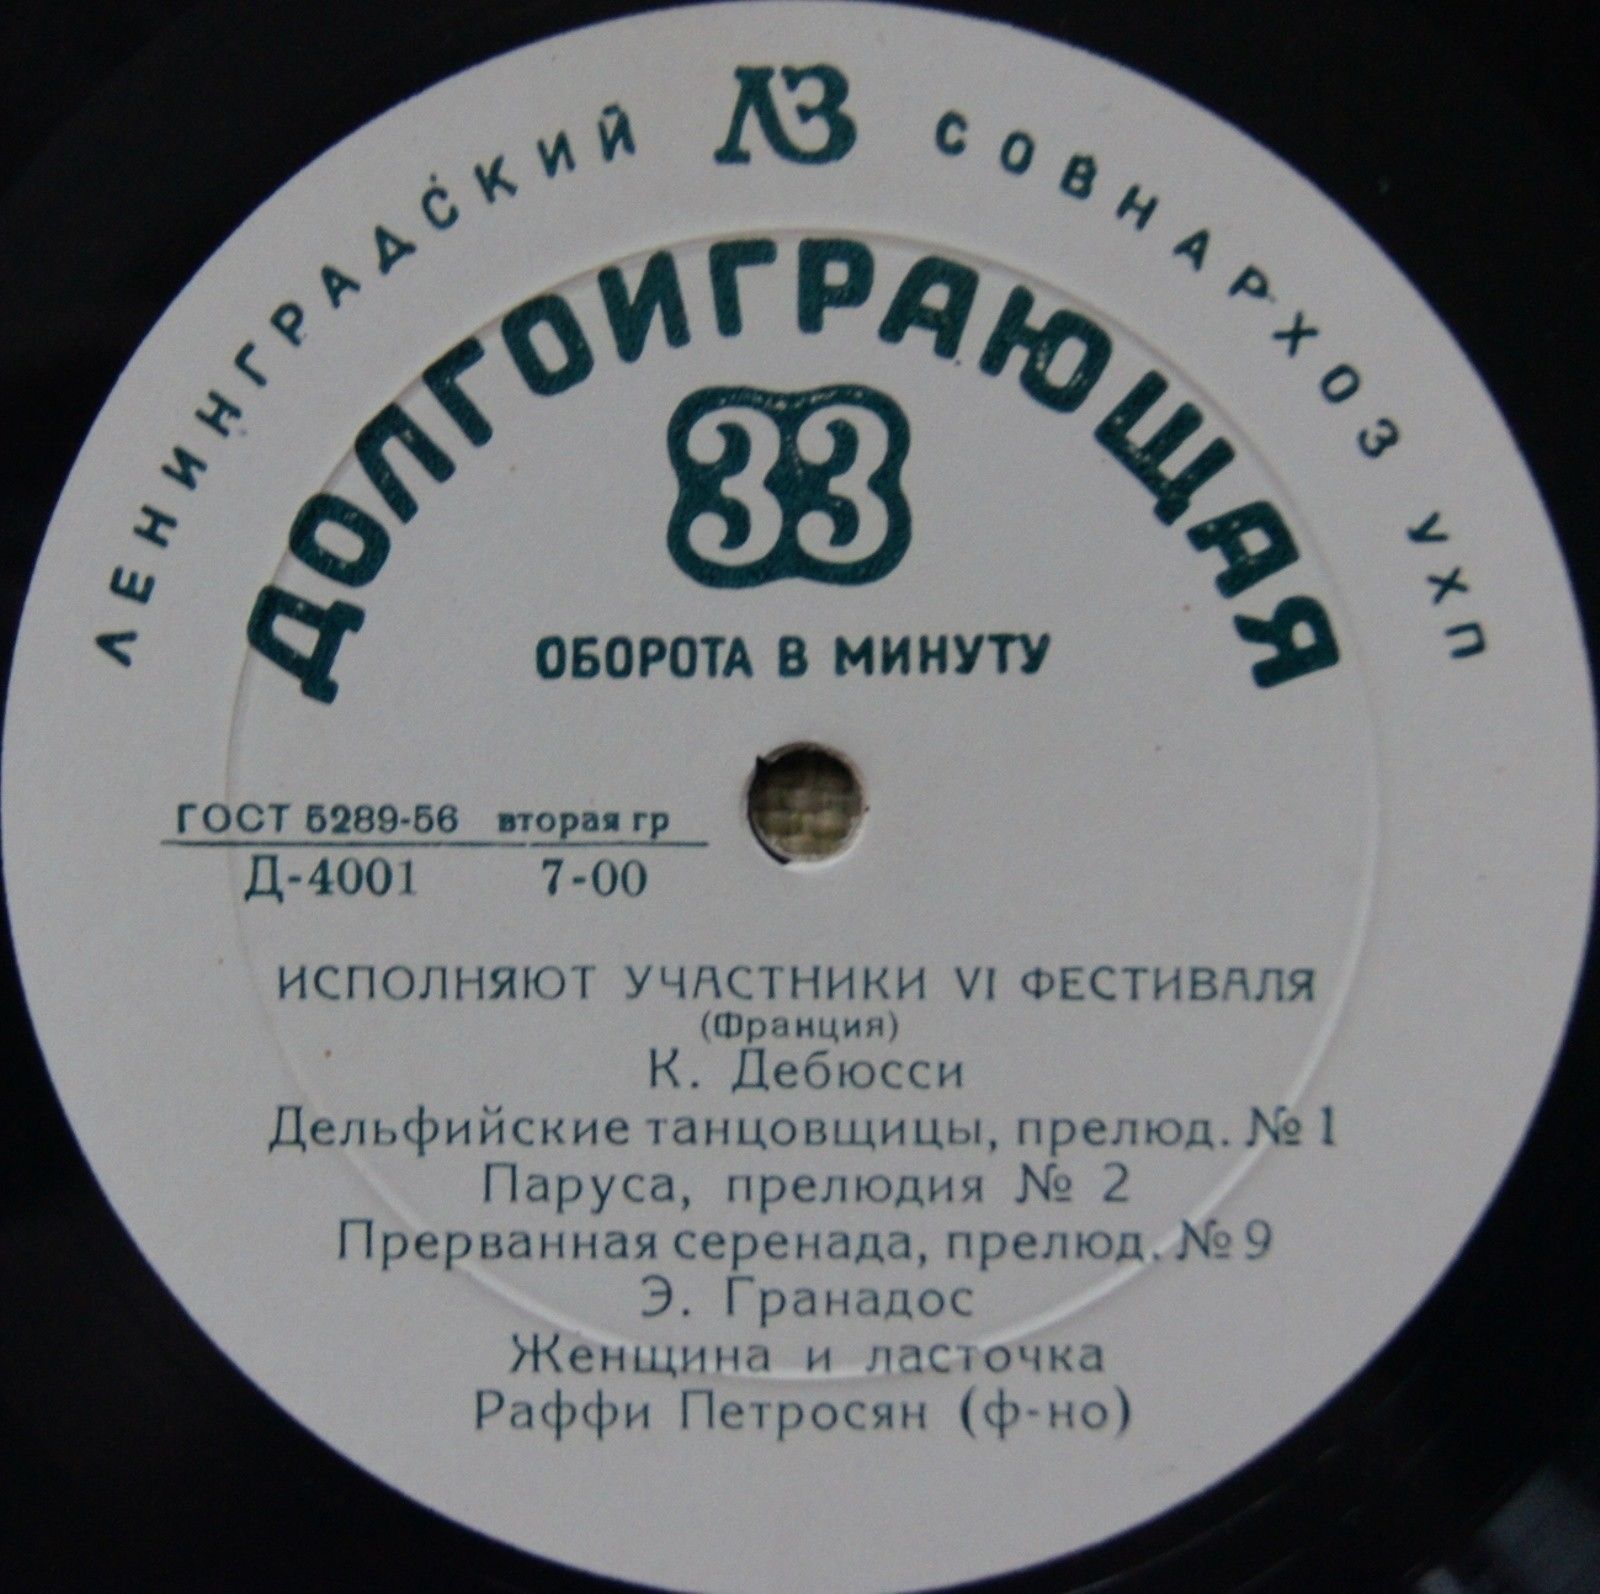 ЛЕНИНГРАДСКИЙ ЛЗ СОВНАРХОЗ УХП
ДОЛГОИГРАЮЩАЯ
33
ОБОРОТА В МИНУТУ
ГОСТ 5289-56 вторая гр
Д-4001 7-00
ИСПОЛНЯЮТ УЧАСТНИКИ VI ФЕСТИВАЛЯ
(Франция)
К. Дебюсси
Дельфийские танцовщицы, прелюд. № 1
Паруса, прелюдия № 2
Прерванная серенада, прелюд. № 9
Э. Гранадос
Женщина и ласточка
Раффи Петросян (ф-но)